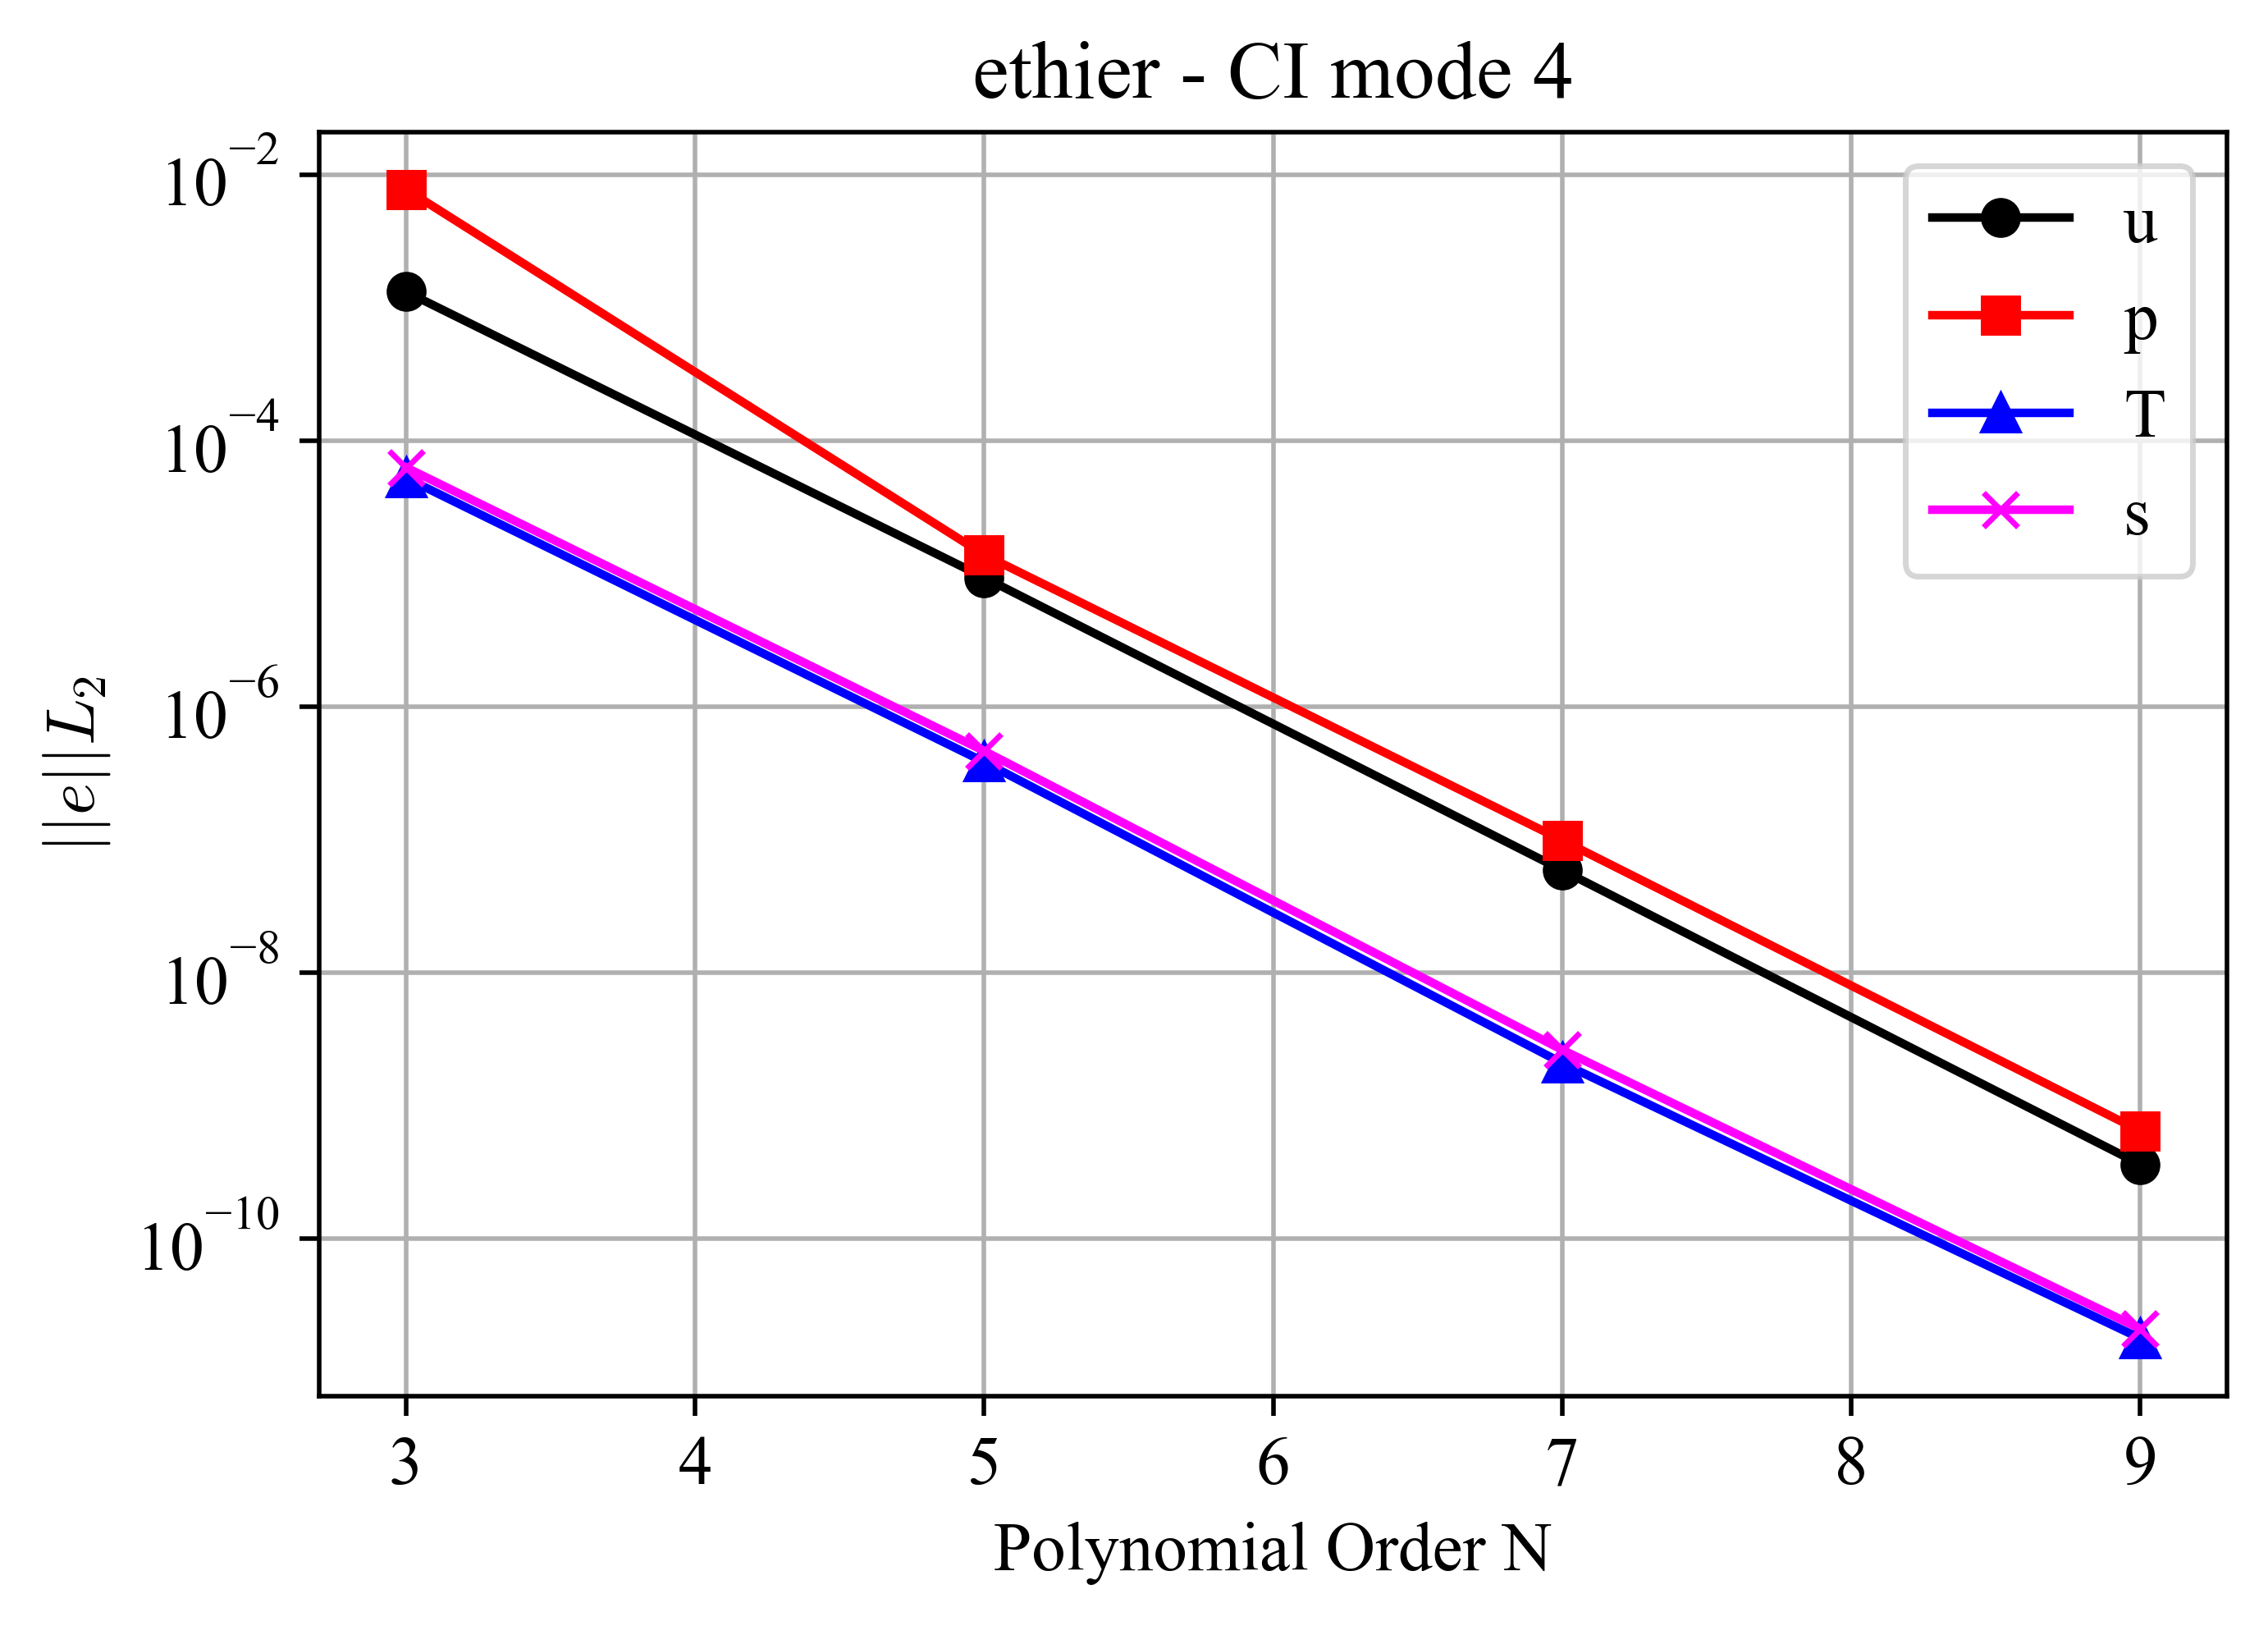 ethier - CI mode 4
10⁻²
10⁻⁴
10⁻⁶
10⁻⁸
10⁻¹⁰
||e||L₂
u
p
T
s
3 4 5 6 7 8 9
Polynomial Order N